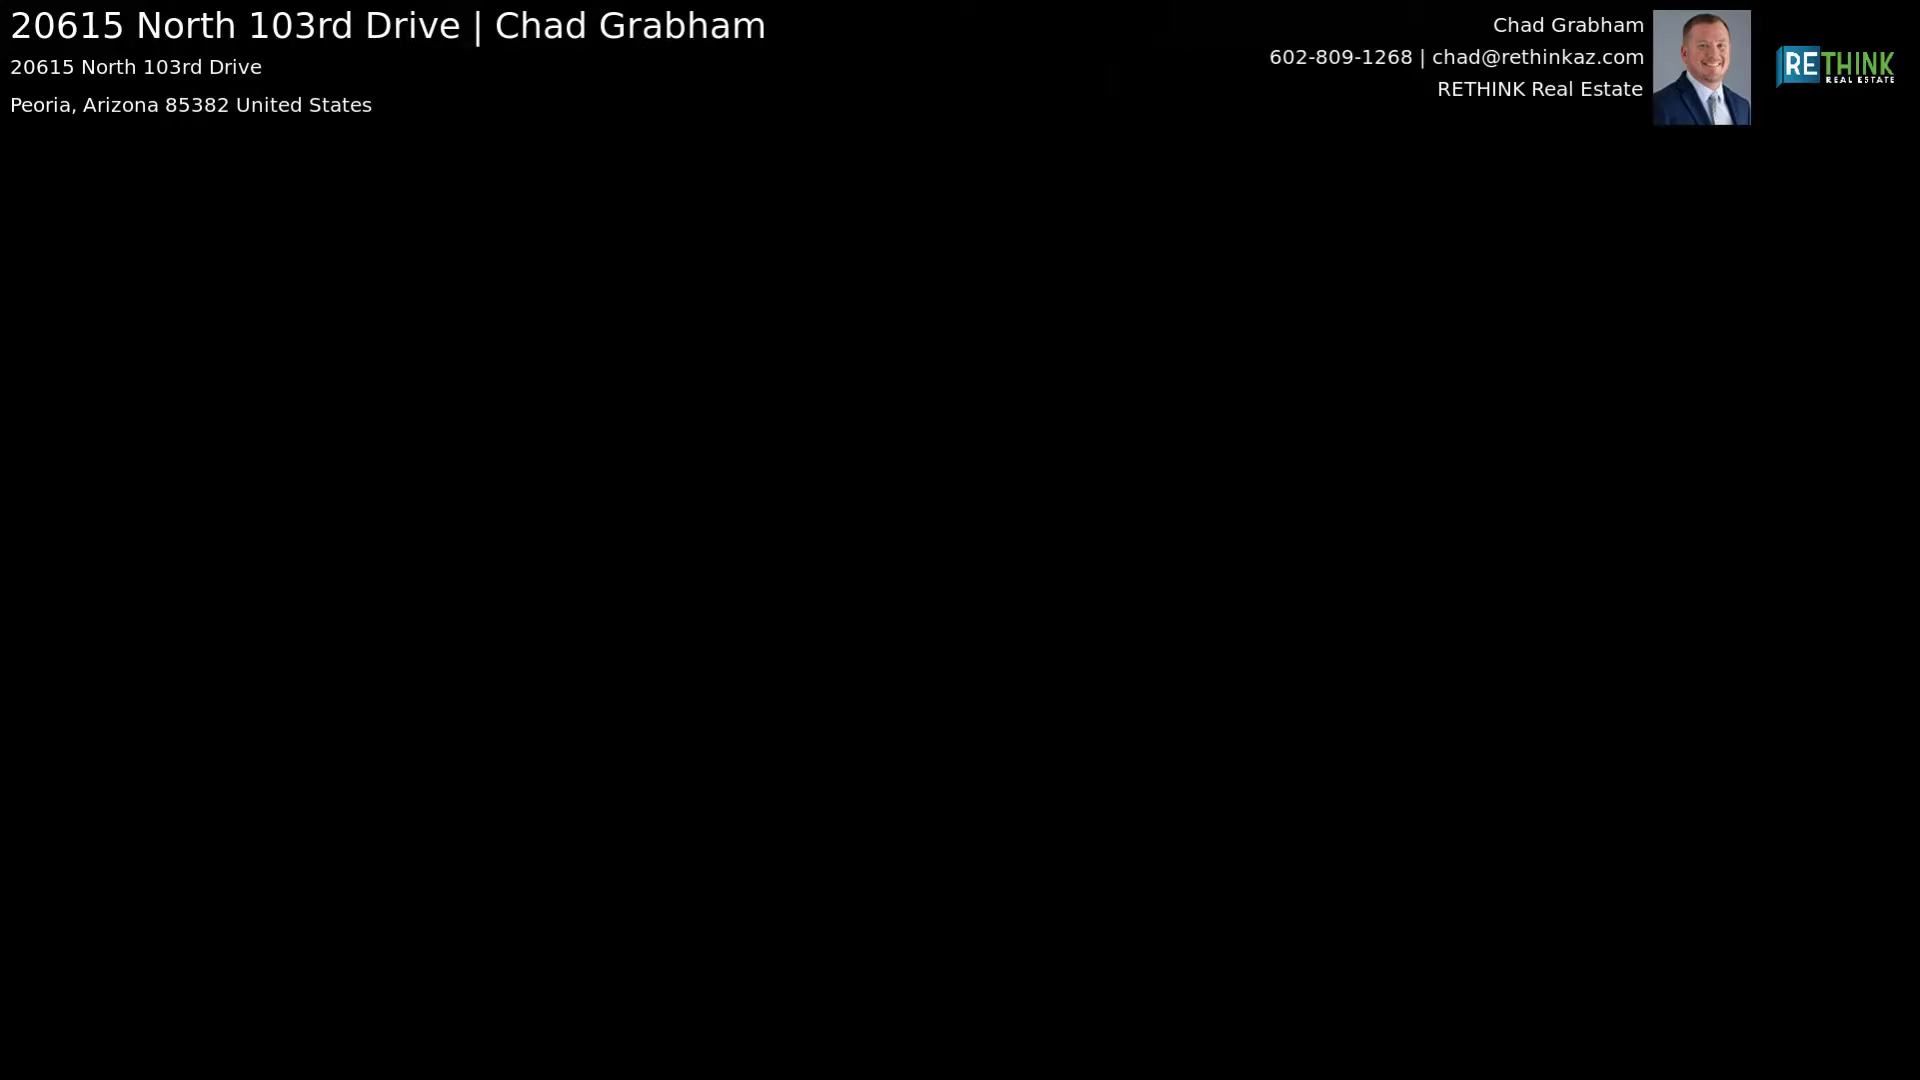 20615 North 103rd Drive | Chad Grabham
20615 North 103rd Drive
Peoria, Arizona 85382 United States
Chad Grabham
602-809-1268 | chad@rethinkaz.com
RETHINK Real Estate
RETHINK
REAL ESTATE